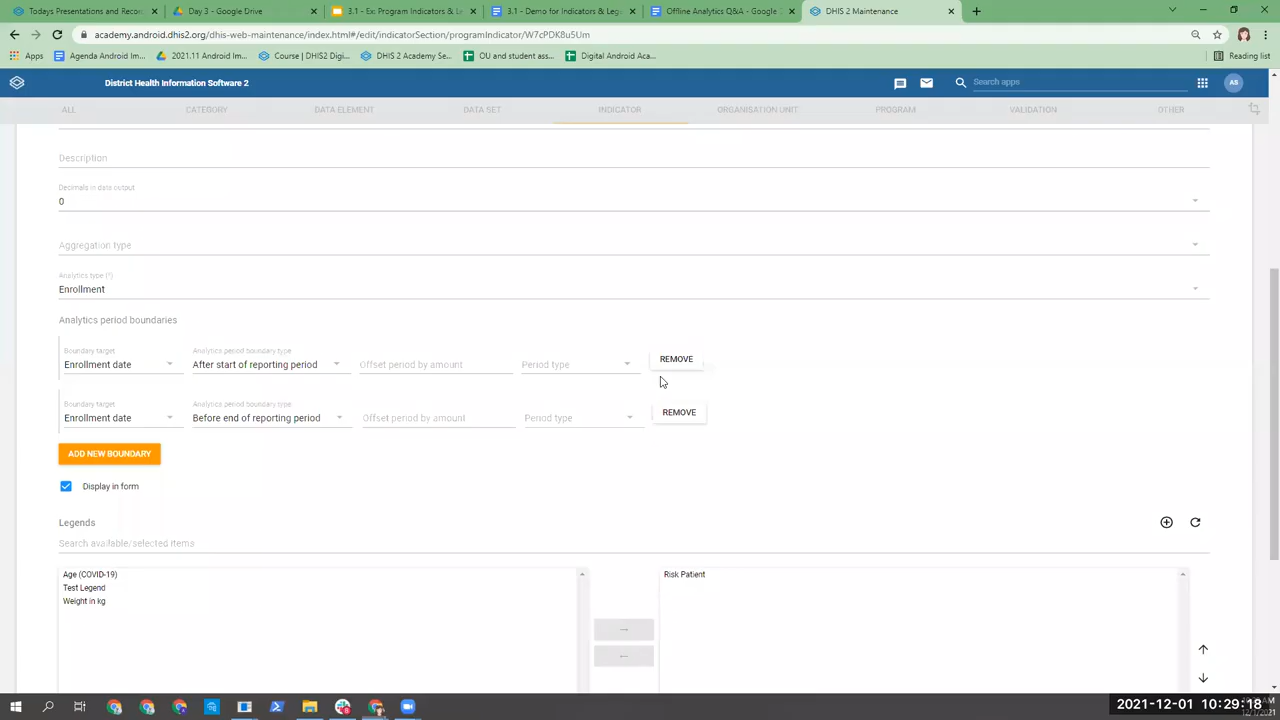 Todays Presentations and Recor
Day 3 - Google Drive
3.1 - Ex: Program Indicators & Le
3.1 - Demo for Indicators & Leg
Offline Analytics Q&A - Google
DHIS 2 Maintenance
academy.android.dhis2.org/dhis-web-maintenance/index.html#/edit/indicatorSection/programIndicator/W7cPDK8u5Um
Apps
Agenda Android Im...
2021.11 Android Im...
Course | DHIS2 Digi...
DHIS 2 Academy Se...
OU and student ass...
Digital Android Aca...
Reading list
District Health Information Software 2
Search apps
AS
ALL
CATEGORY
DATA ELEMENT
DATA SET
INDICATOR
ORGANISATION UNIT
PROGRAM
VALIDATION
OTHER
Description
Decimals in data output
0
Aggregation type
Analytics type (*)
Enrollment
Analytics period boundaries
Boundary target
Analytics period boundary type
Enrollment date
After start of reporting period
Offset period by amount
Period type
REMOVE
Boundary target
Analytics period boundary type
Enrollment date
Before end of reporting period
Offset period by amount
Period type
REMOVE
ADD NEW BOUNDARY
Display in form
Legends
Search available/selected items
Age (COVID-19)
Test Legend
Weight in kg
Risk Patient
2021-12-01 10:29:18